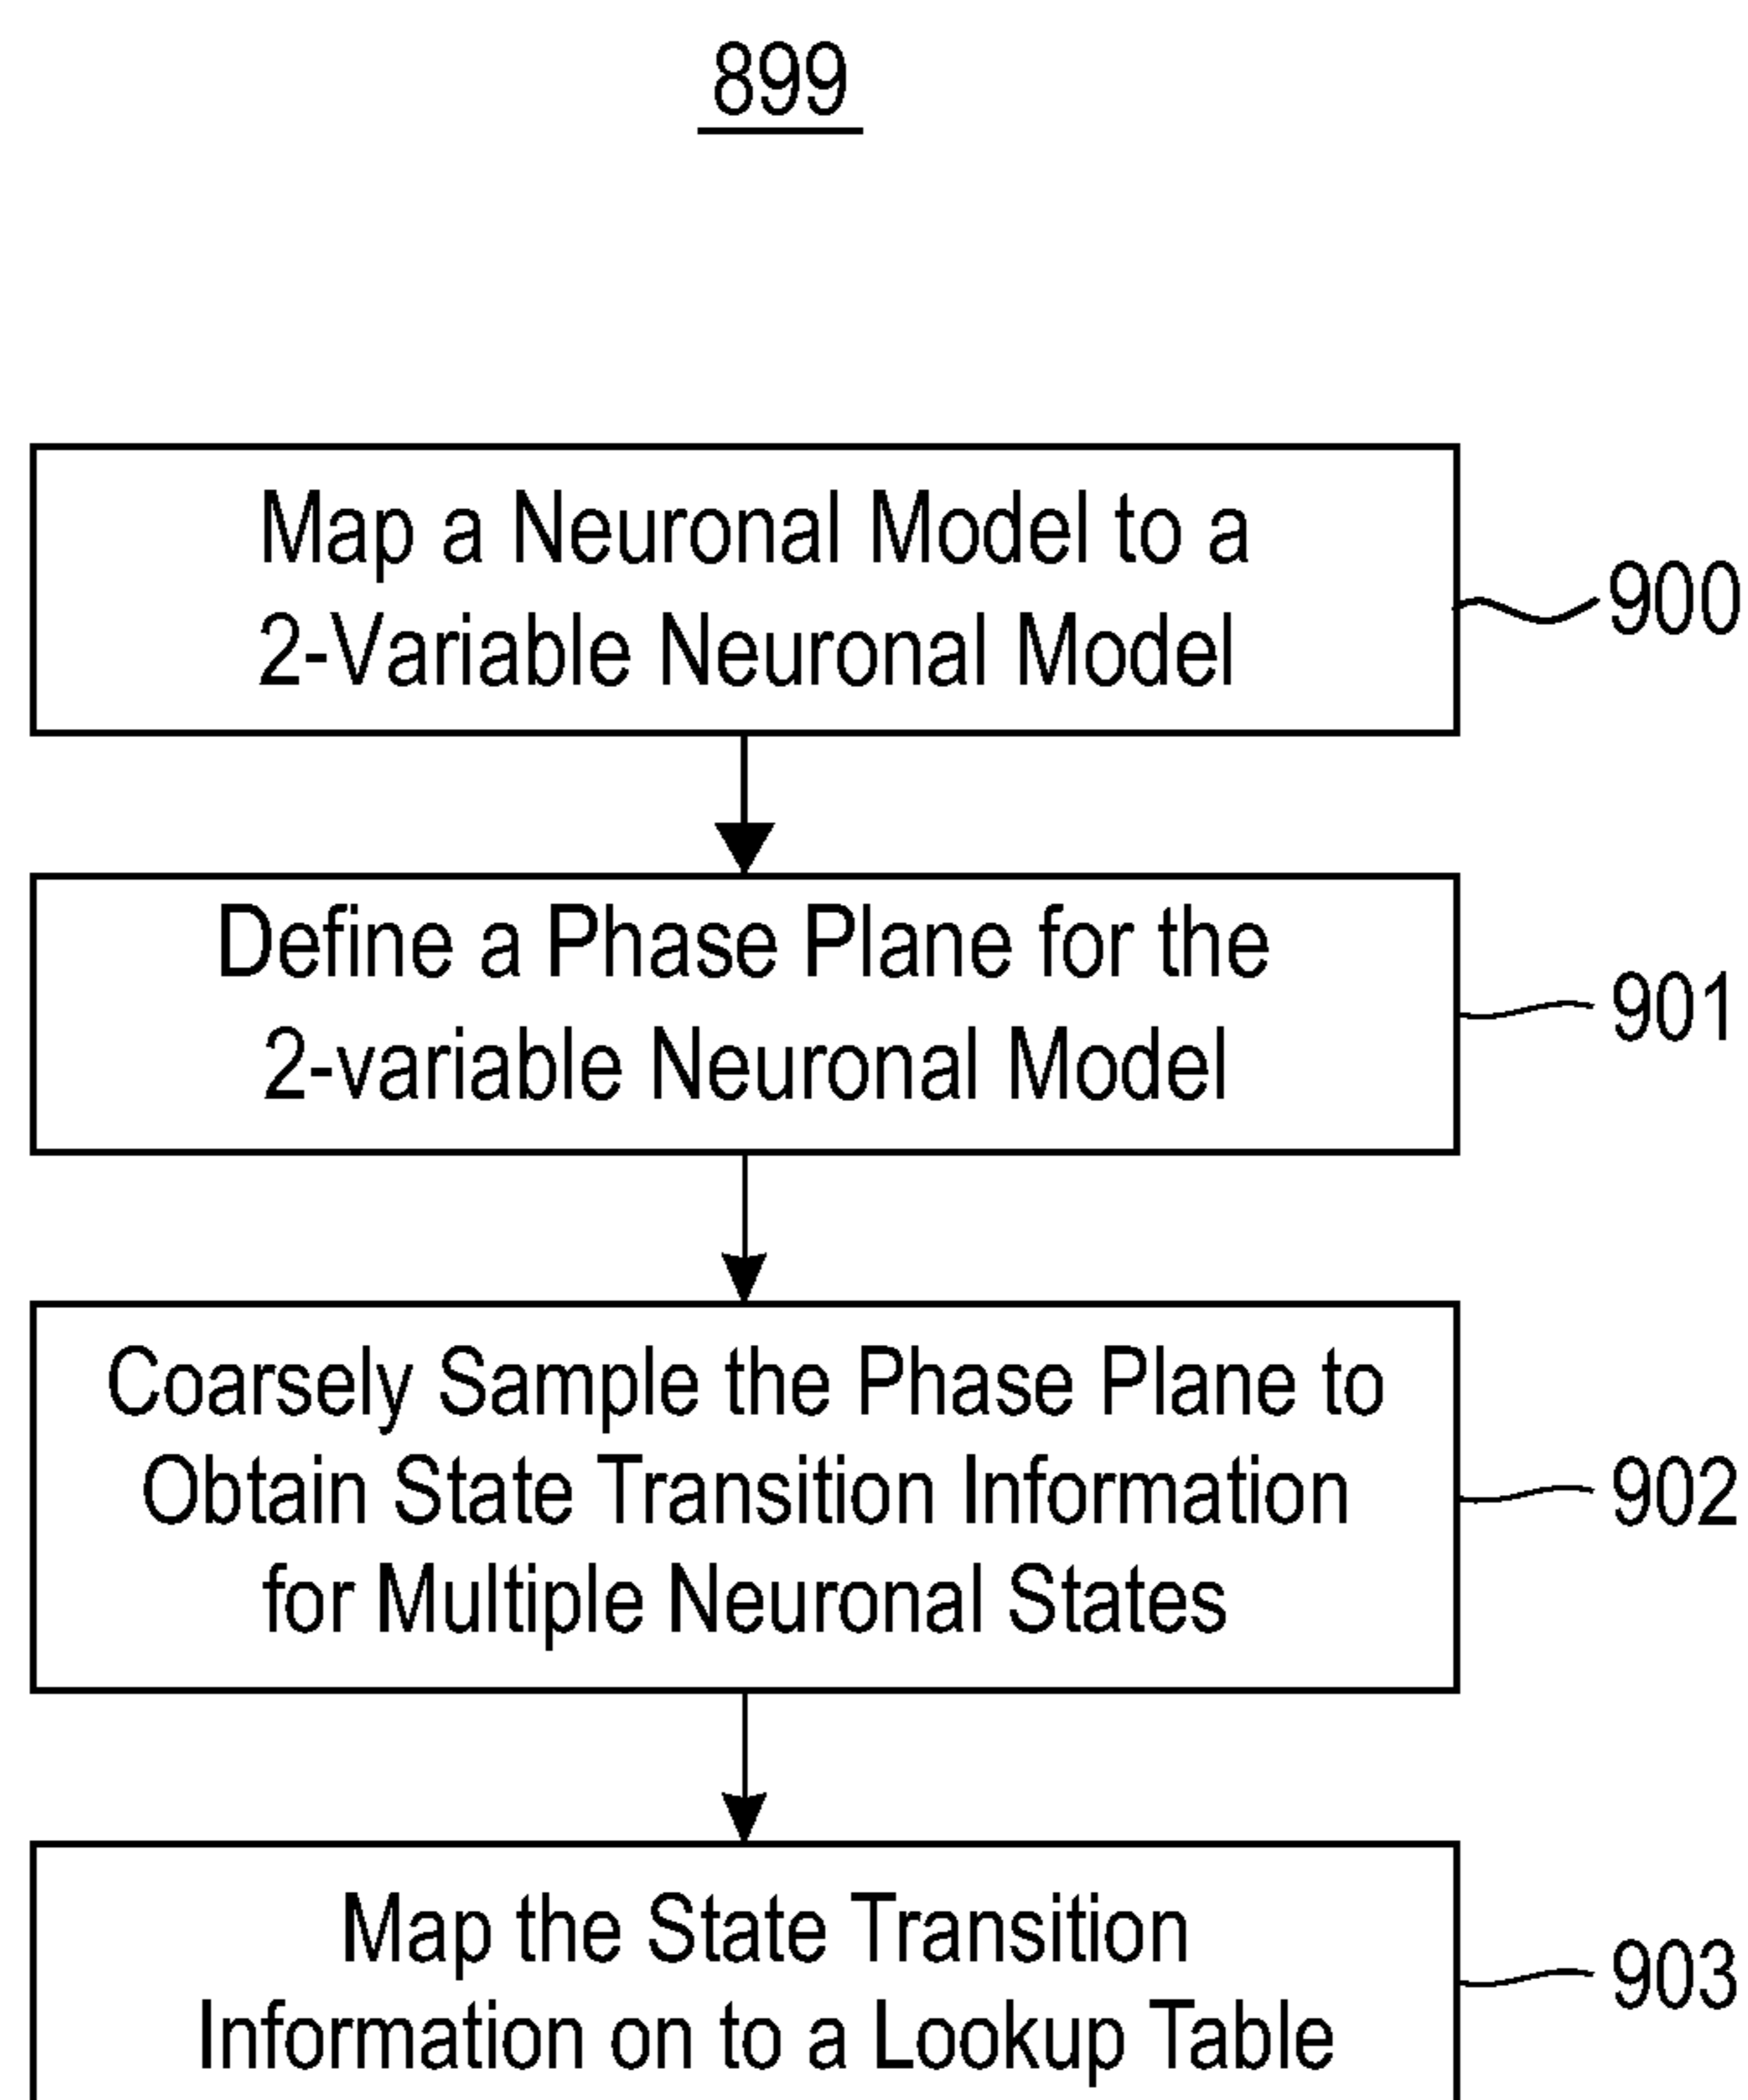 899
Map a Neuronal Model to a
2-Variable Neuronal Model
900
Define a Phase Plane for the
2-variable Neuronal Model
901
Coarsely Sample the Phase Plane to
Obtain State Transition Information
for Multiple Neuronal States
902
Map the State Transition
Information on to a Lookup Table
903